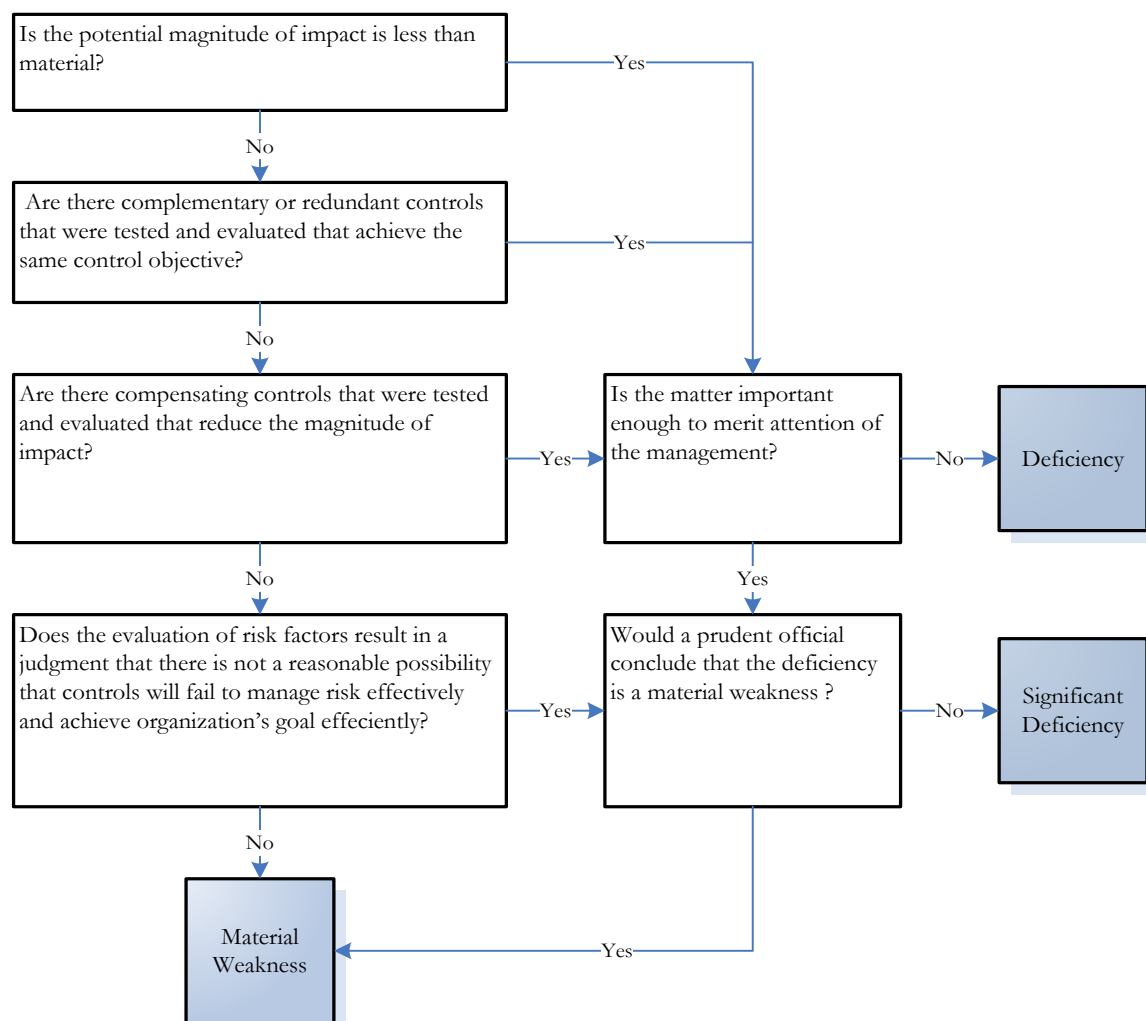 Is the potential magnitude of impact is less than
material?
Yes
No
Are there complementary or redundant controls
that were tested and evaluated that achieve the
same control objective?
Yes
No
Are there compensating controls that were tested
and evaluated that reduce the magnitude of
impact?
Yes
Is the matter important
enough to merit attention of
the management?
No
Deficiency
No
Yes
Does the evaluation of risk factors result in a
judgment that there is not a reasonable possibility
that controls will fail to manage risk effectively
and achieve organization’s goal effeciently?
Yes
Would a prudent official
conclude that the deficiency
is a material weakness ?
No
Significant
Deficiency
No
Material
Weakness
Yes